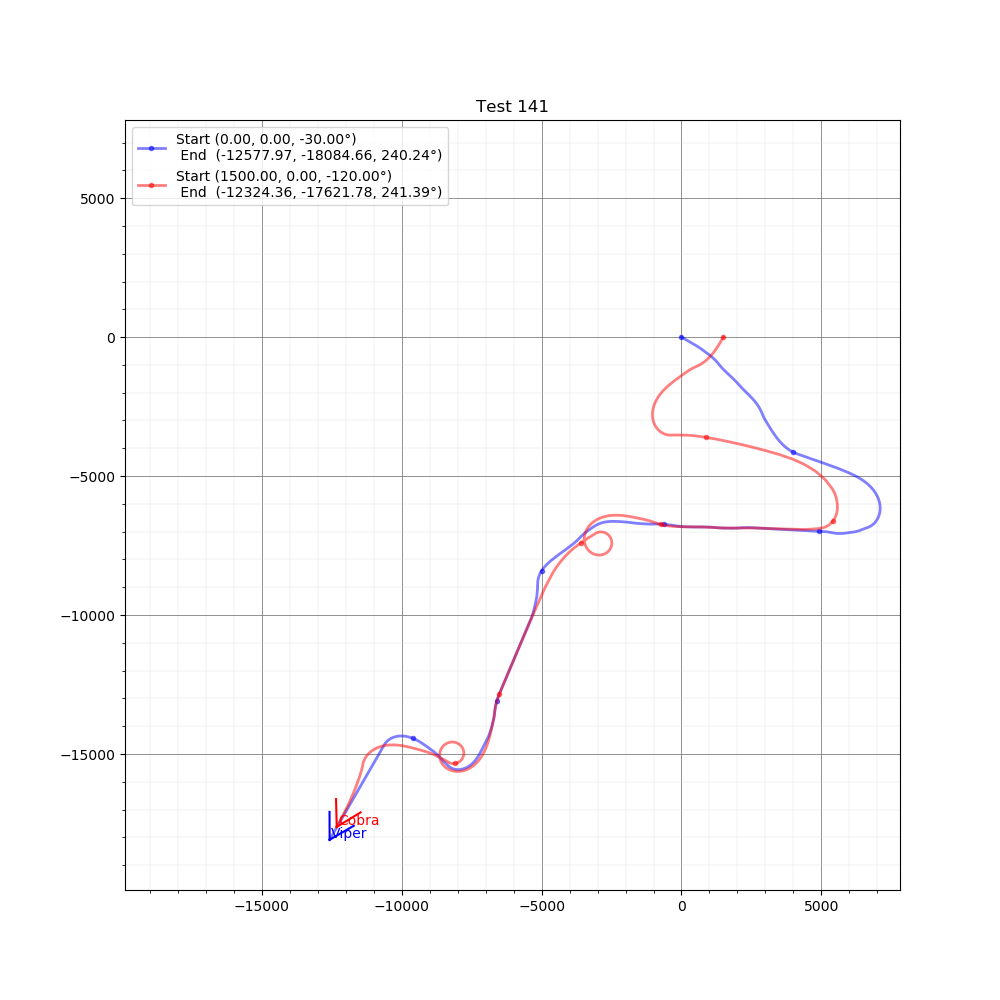 Test 141
Start (0.00, 0.00, -30.00°)
End (-12577.97, -18084.66, 240.24°)
Start (1500.00, 0.00, -120.00°)
End (-12324.36, -17621.78, 241.39°)
5000
0
−5000
−10000
−15000
Cobra
Viper
−15000 −10000 −5000 0 5000